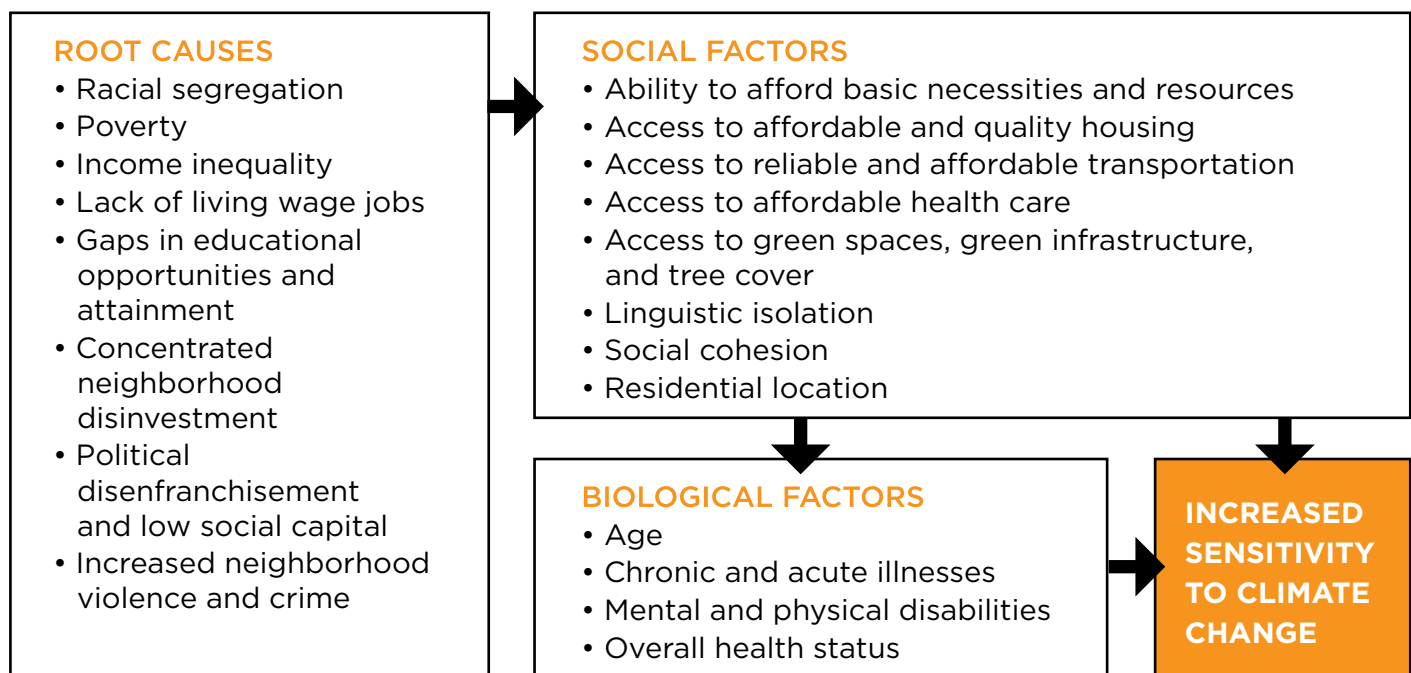 ROOT CAUSES
• Racial segregation
• Poverty
• Income inequality
• Lack of living wage jobs
• Gaps in educational
opportunities and
attainment
• Concentrated
neighborhood
disinvestment
• Political
disenfranchisement
and low social capital
• Increased neighborhood
violence and crime
SOCIAL FACTORS
• Ability to afford basic necessities and resources
• Access to affordable and quality housing
• Access to reliable and affordable transportation
• Access to affordable health care
• Access to green spaces, green infrastructure,
and tree cover
• Linguistic isolation
• Social cohesion
• Residential location
BIOLOGICAL FACTORS
• Age
• Chronic and acute illnesses
• Mental and physical disabilities
• Overall health status
INCREASED
SENSITIVITY
TO CLIMATE
CHANGE